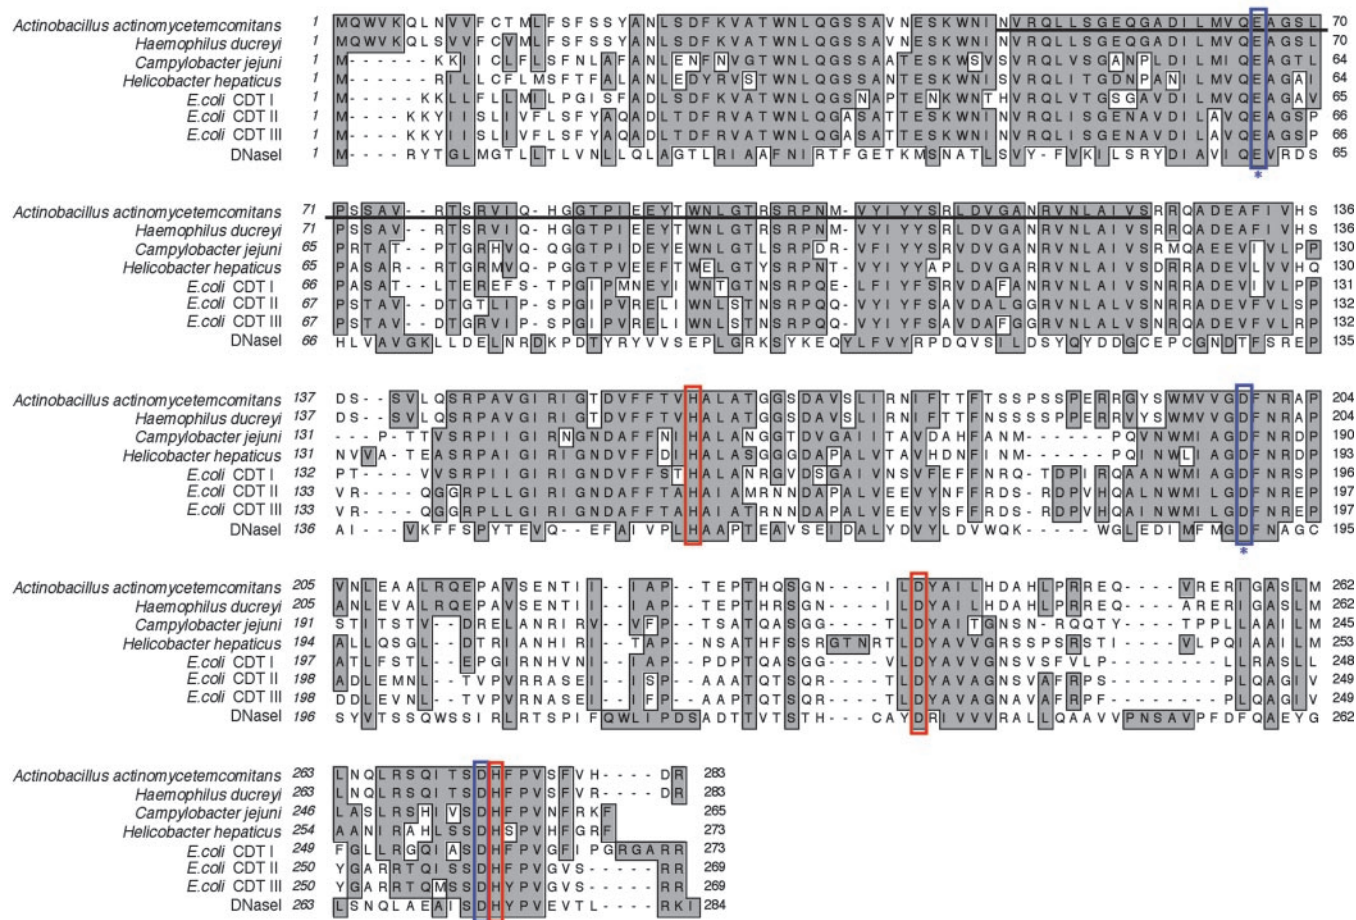 Actinobacillus actinomycetemcomitans 1 MQWVKQLNVVFCTMLFSFSSYANLSDFKVATWNLQGSSAVNESKWNINVRQLLSGEQGADILMVQEAGSL 70
Haemophilus ducreyi 1 MQWVKQLSVVFCVMLFSFSSYANLSDFKVATWNLQGSSAVNESKWNINVRQLLSGEQGADILMVQEAGSL 70
Campylobacter jejuni 1 M-----KKIICLFLSFNLAFANLENFNVGTWNLQGSSAATESKWSVSVRQLVSGANPLDILMIQEAGTL 64
Helicobacter hepaticus 1 M-----RILLCFLMSFTFALANLEDYRVSTWNLQGSSANTESKWNISVRQLITGDNPANILMVQEAGAI 64
E.coli CDT I 1 M-----KKLLFLLMILPGISFADLSDFKVATWNLQGSNAPTENKWNTHVRQLVTGSGAVDILMVQEAGAV 65
E.coli CDT II 1 M----KKYIISLIVFLSFYAQADLTDFRVATWNLQGASATTESKWNINVRQLISGENAVDILAVQEAGSP 66
E.coli CDT III 1 M----KKYIISLIVFLSFYAQADLTDFKVATWNLQGASATTESKWNINVRQLISGENAVDILAVQEAGSP 66
DNaseI 1 M----RYTGLMGTLLTLVNLLQLAGTLRIAAFNIRTFGETKMSNATLSVY-FVKILSRYDIAVIQEVRDS 65
*
Actinobacillus actinomycetemcomitans 71 PSSAV--RTSRVIQ-HGGTPIEEYTWNLGTRSRPNM-VYIYYSRLDVGANRVNLAIVSRRQADEAFIVHS 136
Haemophilus ducreyi 71 PSSAV--RTSRVIQ-HGGTPIEEYTWNLGTRSRPNM-VYIYYSRLDVGANRVNLAIVSRRQADEAFIVHS 136
Campylobacter jejuni 65 PRTAT--PTGRHVQ-QGGTPIDEYEWNLGTLSRPDR-VFIYYSRVDVGANRVNLAIVSRMQAEEVIVLPP 130
Helicobacter hepaticus 65 PASAR--RTGRMVQ-PGGTPVEEFTWELGTYSRPNT-VYIYYAPLDVGARRVNLAIVSDRRADEVLVVHQ 130
E.coli CDT I 66 PASAT--LTEREFS-TPGIPMNEYIWNTGTNSRPQE-LFIYFSRVDAFANRVNLAIVSNRRADEVIVLPP 131
E.coli CDT II 67 PSTAV--DTGTLIP-SPGIPVRELIWNLSTNSRPQQ-VYIYFSAVDALGGRVNLALVSNRRADEVFVLSP 132
E.coli CDT III 67 PSTAV--DTGRVIP-SPGIPVRELIWNLSTNSRPQQ-VYIYFSAVDAFGGRVNLALVSNRQADEVFVLRP 132
DNaseI 66 HLVAVGKLLDELNRDKPDTYRYVVSEPLGRKSYKEQYLFVYRPDQVSILDSYQYDDGCEPCGNDTFSREP 135
Actinobacillus actinomycetemcomitans 137 DS--SVLQSRPAVGIRIGTDVFFTVHALATGGSDAVSLIRNIFTTFTSSPSSPERRGYSWMVVGDFNRAP 204
Haemophilus ducreyi 137 DS--SVLQSRPAVGIRIGTDVFFTVHALATGGSDAVSLIRNIFTTFNSSSSSPERRGYSWMVVGDFNRAP 204
Campylobacter jejuni 131 ---P-TTVSRPIIGIRNGNDAFFNIHALANGGTDVGAIITAVDAHFANM------PQVNWMIAGDFNRDP 190
Helicobacter hepaticus 131 NVVA-TEASRPAIGIRIGNDVFFDIHALASGGGDAPALVTAVHDNFINM------PQINWLIAGDFNRDP 193
E.coli CDT I 132 PT----VVSRPIIGIRIGNDVFFSTHALANRGVDSGAIVNSVFEFFNRQ-TDPIRQAANWMIAGDFNRSP 196
E.coli CDT II 133 VR----QGGRPLLGIRIGNDAFFTAHAIAMRNNDAPALVEEVYNFFRDS-RDPVHQALNWMILGDFNREP 197
E.coli CDT III 133 VR----QGGRPLLGIRIGNDAFFTAHAIATRNNDAPALVEEVYSFFRDS-RDPVHQAINWMILGDFNREP 197
DNaseI 136 AI---VKFFSPYTEVQ--EFAIVPLHAAPTEAVSEIDALYDVYLDVWQK-----WGLEDIMFMGDFNAGC 195
*
Actinobacillus actinomycetemcomitans 205 VNLEAALRQEPAVSENTII-IAP--TEPTHQSGN----ILDYAILHDAHLPRREQ----VRERIGASLM 262
Haemophilus ducreyi 205 ANLEVALRQEPAVSENTII-IAP--TEPTHRSGN----ILDYAILHDAHLPRREQ----ARERIGASLM 262
Campylobacter jejuni 191 STLTSTV--DRELANRIRV-VFP--TSATQASGG----TLDYAITGNSN-RQQTY----TPPLLAAILM 245
Helicobacter hepaticus 194 ALLQSGL--DTRIANHIRI-TAP--NSATHFSSRGTNRTLDYAVVGRSSPSRSTI----VLPQIAAILM 253
E.coli CDT I 197 ATLFSTL--EPGIRNHVNI-IAP--PDPTQASGG----VLDYAVVGNSVSFVLP------LLRASLL 248
E.coli CDT II 198 ADLEMNL--TVPVRRASEI-ISP--AAATQTSQR----TLDYAVAGNSVAFRPS------PLQAGIV 249
E.coli CDT III 198 DDLEVNL--TVPVRNASEI-IFP--AAPTQTSQR----TLDYAVAGNAVAFRPF------PLQAGIV 249
DNaseI 196 SYVTSSQWSSIRLRTSPIFQWLIPDSADTTVTSTH---CAYDRIVVVRALLQAAVVPNSAVPFDFQAEYG 262
Actinobacillus actinomycetemcomitans 263 LNQLRSQITSDHFPVSFVH----DR 283
Haemophilus ducreyi 263 LNQLRSQITSDHFPVSFVR----DR 283
Campylobacter jejuni 246 LASLRSHIVSDHFPVNFRKF 265
Helicobacter hepaticus 254 AANIRAHLSSDHSPVHFGRF 273
E.coli CDT I 249 FGLLRGQIASDHFPVGFIPGRGARR 273
E.coli CDT II 250 YGARRTQISSDHFPVGVS-----RR 269
E.coli CDT III 250 YGARRTQMSSDHYPVGVS-----RR 269
DNaseI 263 LSNQLAEAISDHYPVEVTL----RKI 284